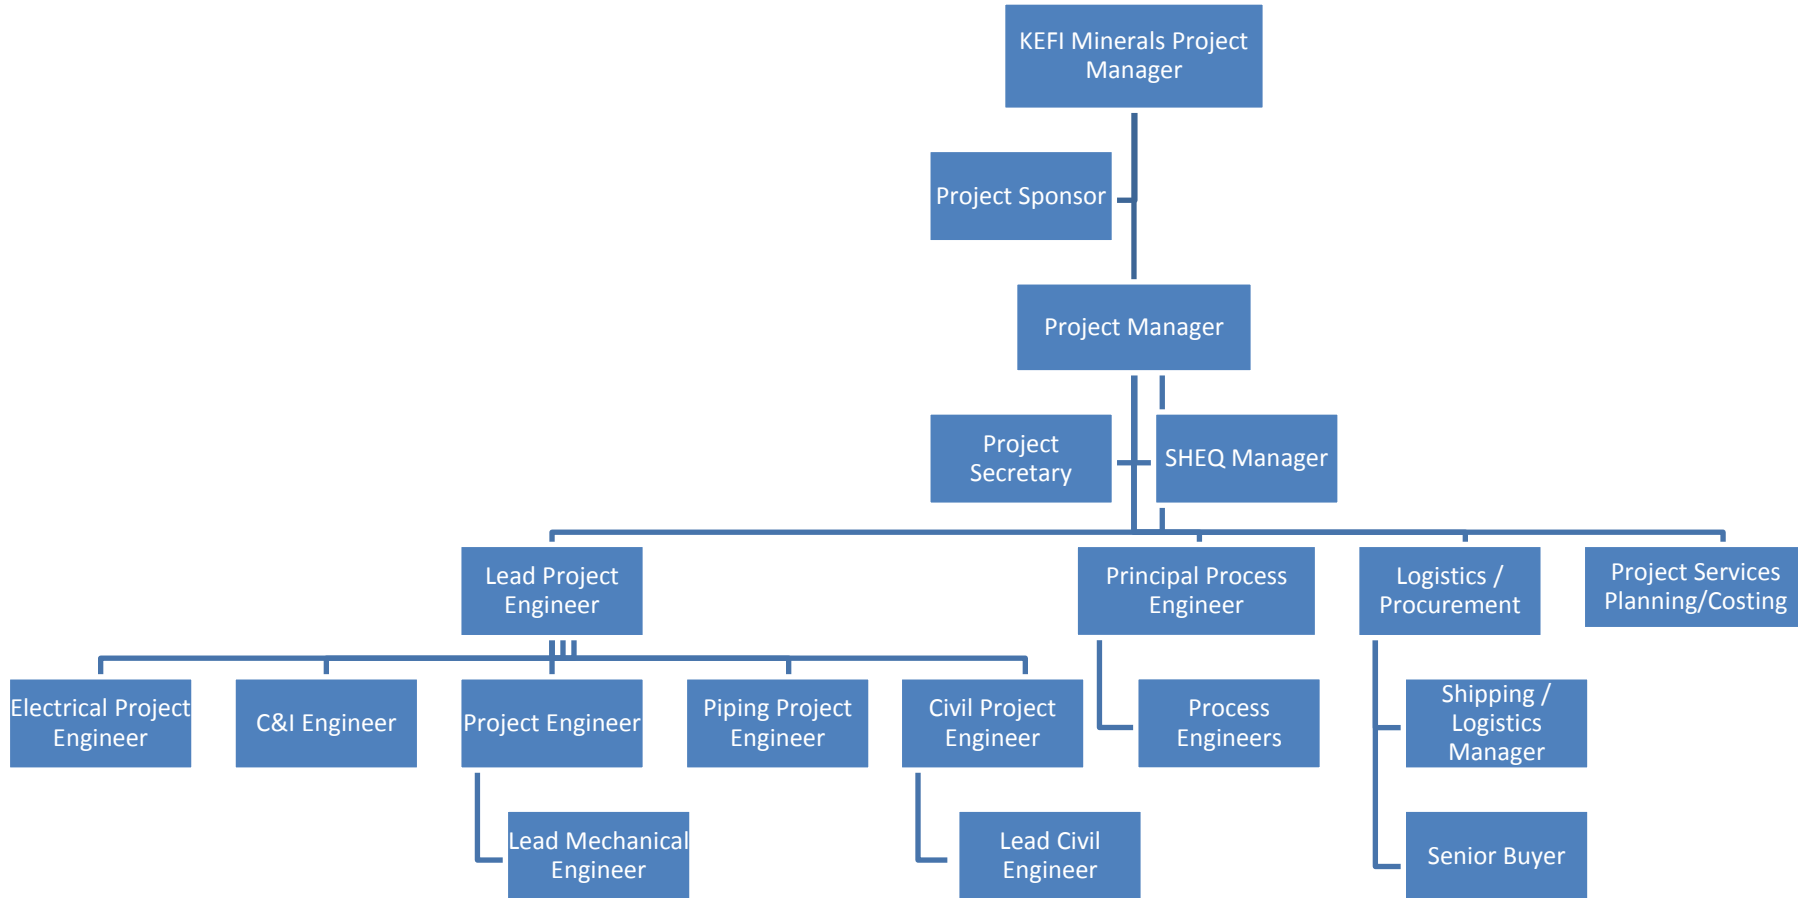 KEFI Minerals Project
Manager
Project Sponsor
Project Manager
Project
Secretary
SHEQ Manager
Lead Project
Engineer
Principal Process
Engineer
Logistics /
Procurement
Project Services
Planning/Costing
Electrical Project
Engineer
C&I Engineer
Project Engineer
Piping Project
Engineer
Civil Project
Engineer
Process
Engineers
Shipping /
Logistics
Manager
Lead Mechanical
Engineer
Lead Civil
Engineer
Senior Buyer